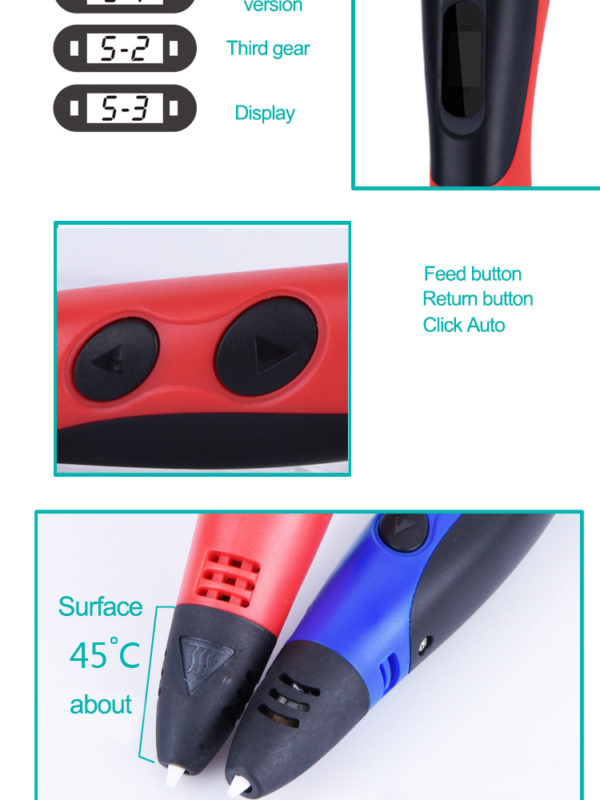 version
S-2
Third gear
S-3
Display
Feed button
Return button
Click Auto
Surface
45°C
about